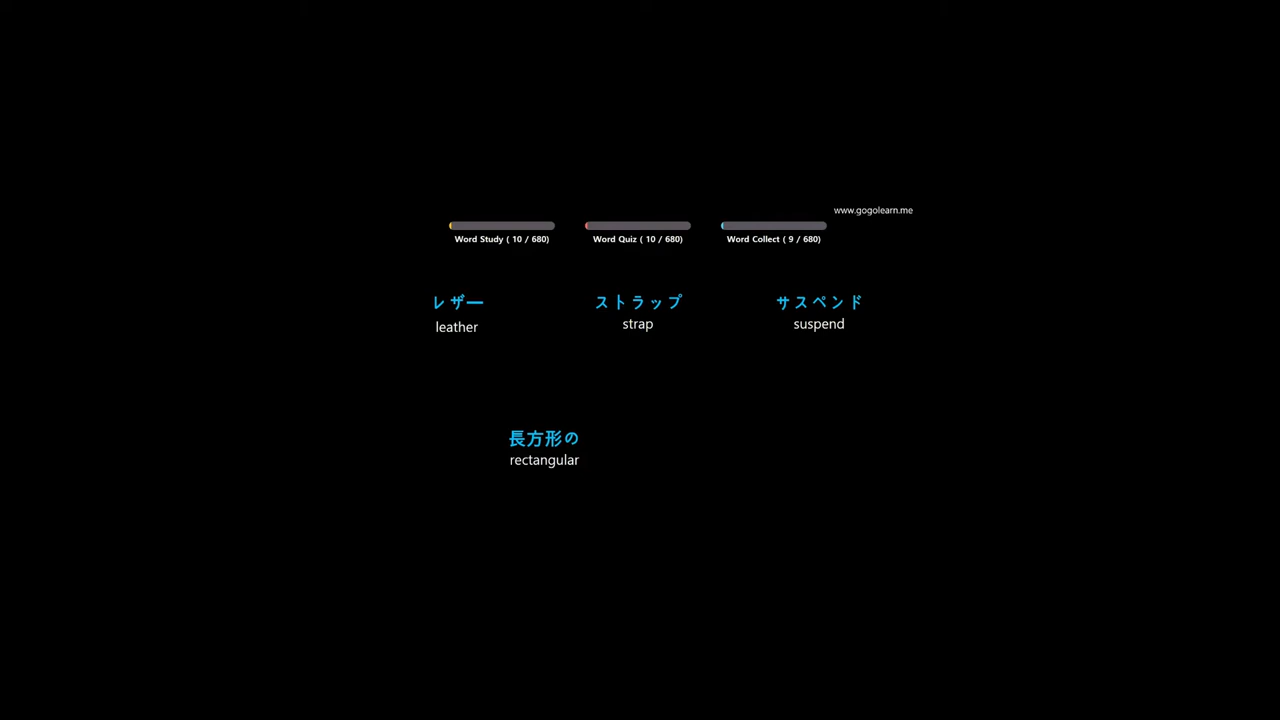 www.gogolearn.me
Word Study ( 10 / 680)
Word Quiz ( 10 / 680)
Word Collect ( 9 / 680)
レザー
leather
ストラップ
strap
サスペンド
suspend
長方形の
rectangular